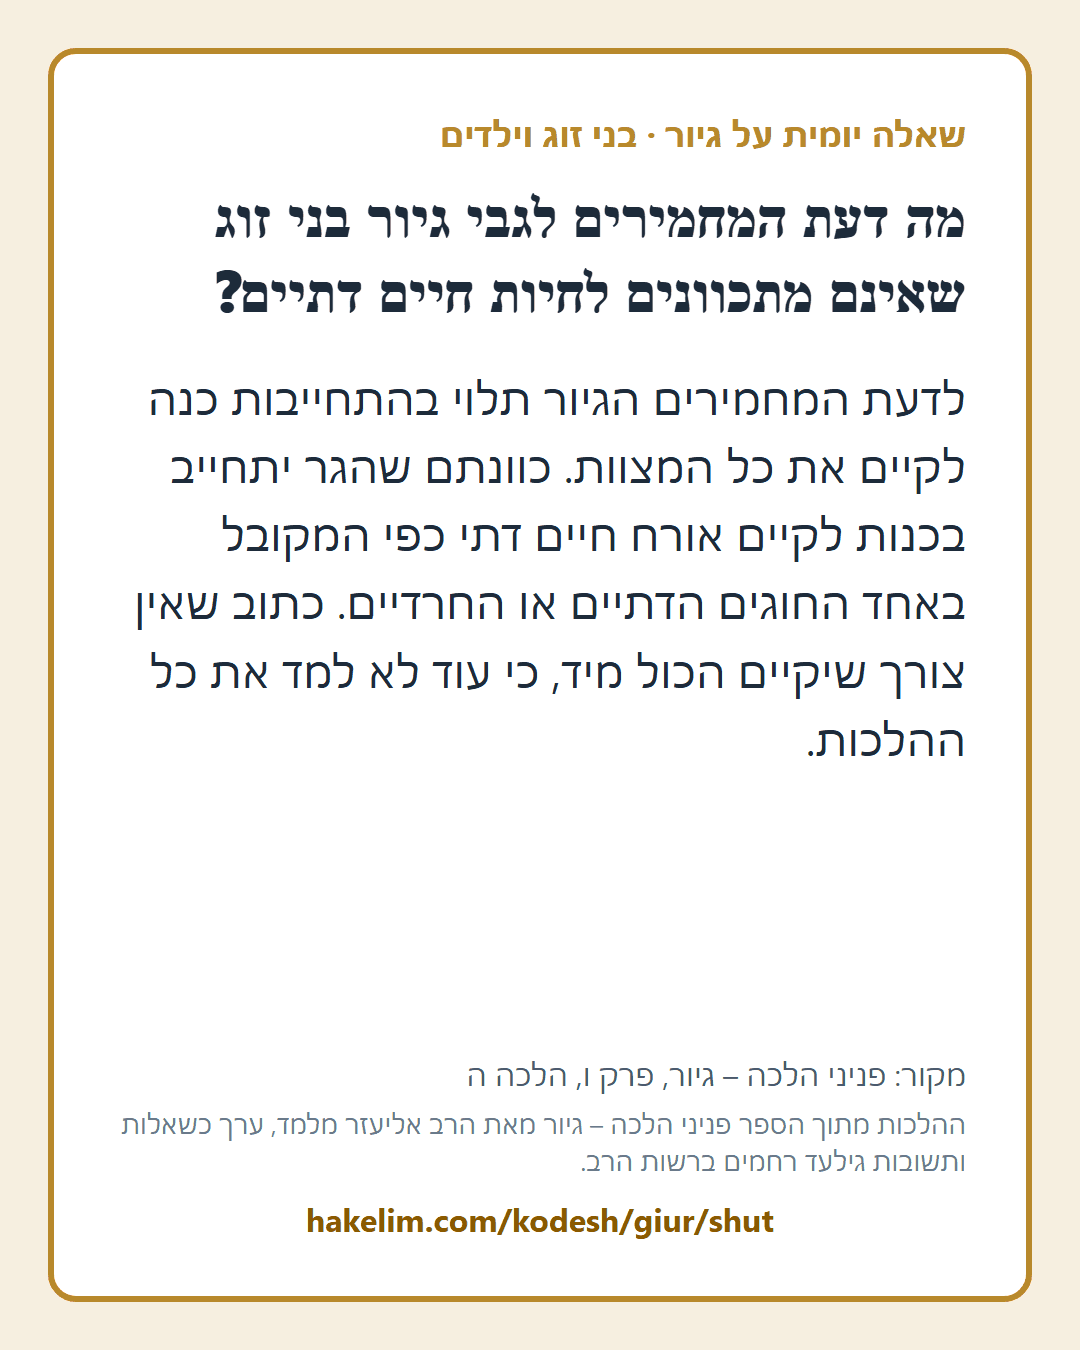 שאלה יומית על גיור · בני זוג וילדים
מה דעת המחמירים לגבי גיור בני זוג
שאינם מתכוונים לחיות חיים דתיים?
לדעת המחמירים הגיור תלוי בהתחייבות כנה
לקיים את כל המצוות. כוונתם שהגר יתחייב
בכנות לקיים אורח חיים דתי כפי המקובל
באחד החוגים הדתיים או החרדיים. כתוב שאין
צורך שיקיים הכול מיד, כי עוד לא למד את כל
ההלכות.
מקור: פניני הלכה – גיור, פרק ו, הלכה ה
ההלכות מתוך הספר פניני הלכה – גיור מאת הרב אליעזר מלמד, ערך כשאלות
ותשובות גילעד רחמים ברשות הרב.
hakelim.com/kodesh/giur/shut